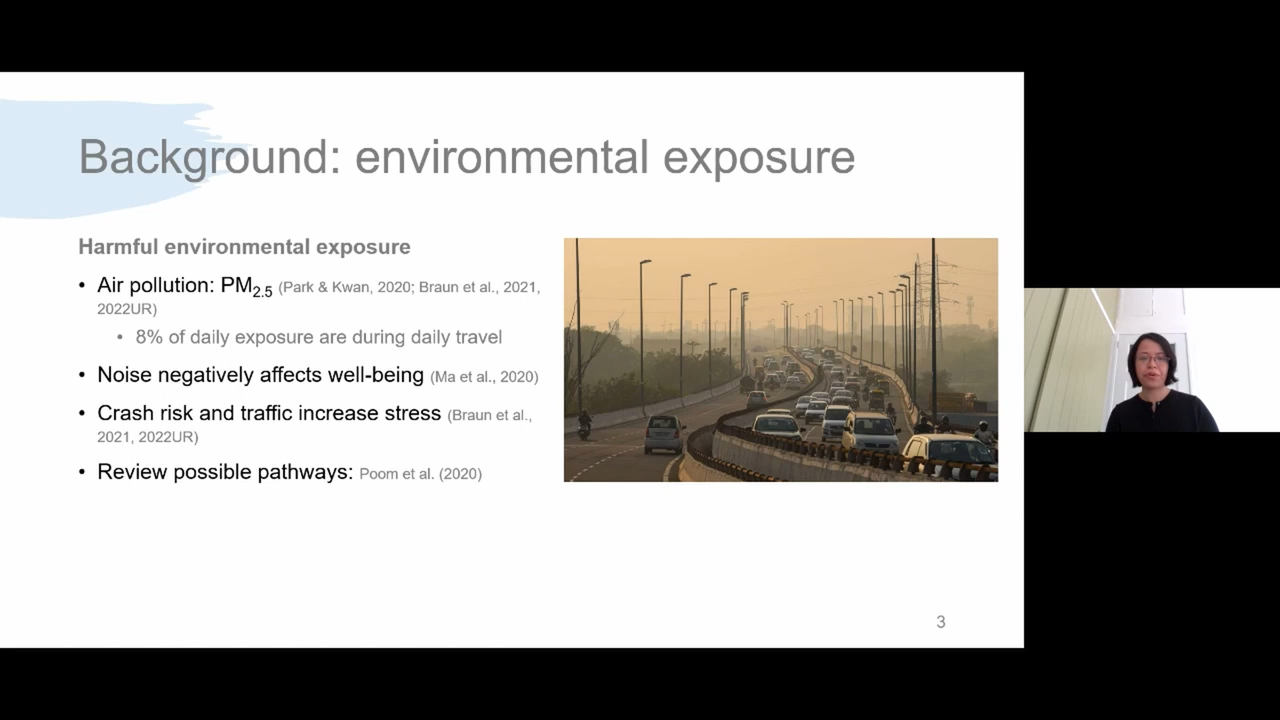 Background: environmental exposure
Harmful environmental exposure
• Air pollution: PM2.5 (Park & Kwan, 2020; Braun et al., 2021,
2022UR)
• 8% of daily exposure are during daily travel
• Noise negatively affects well-being (Ma et al., 2020)
• Crash risk and traffic increase stress (Braun et al.,
2021, 2022UR)
• Review possible pathways: Poom et al. (2020)
3